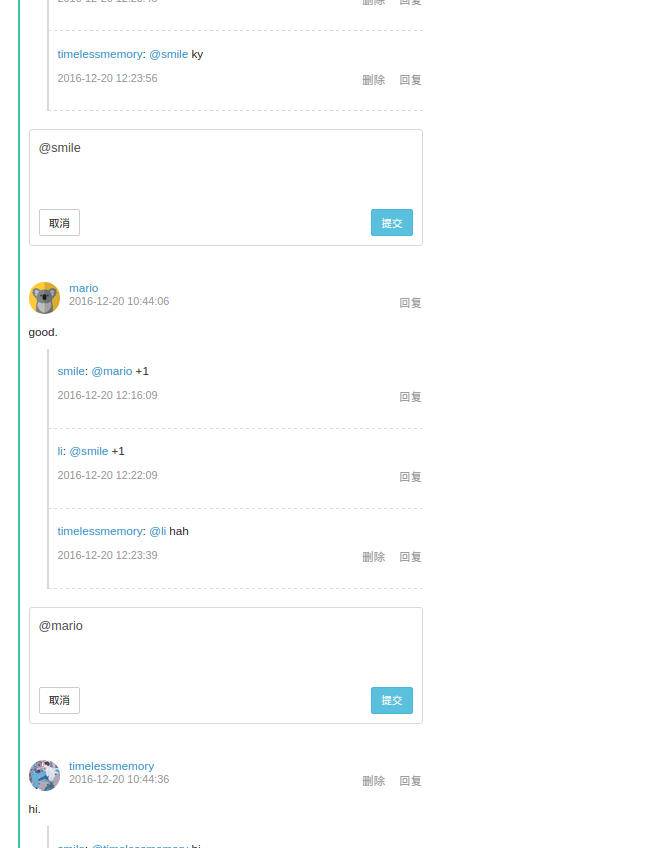 删除 回复
timelessmemory: @smile ky
2016-12-20 12:23:56 删除 回复
@smile
取消 提交
mario
2016-12-20 10:44:06 回复
good.
smile: @mario +1
2016-12-20 12:16:09 回复
li: @smile +1
2016-12-20 12:22:09 回复
timelessmemory: @li hah
2016-12-20 12:23:39 删除 回复
@mario
取消 提交
timelessmemory
2016-12-20 10:44:36 删除 回复
hi.
smile: @timelessmemory hi